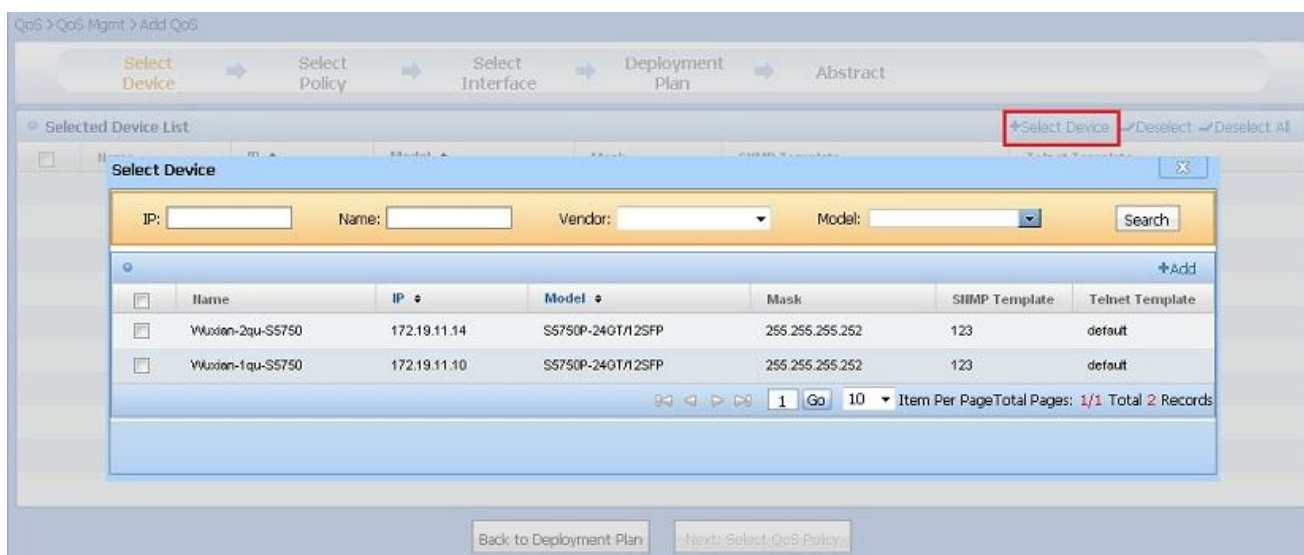 QoS > QoS Mgmt > Add QoS
Select Device
Select Policy
Select Interface
Deployment Plan
Abstract
Selected Device List
+Select Device Deselect Deselect All
Select Device
IP: Name: Vendor: Model: Search
+Add
Name IP Model Mask SNMP Template Telnet Template
Wuxian-2qu-S5750 172.19.11.14 S5750P-24GT/12SFP 255.255.255.252 123 default
Wuxian-1qu-S5750 172.19.11.10 S5750P-24GT/12SFP 255.255.255.252 123 default
1 Go 10 Item Per PageTotal Pages: 1/1 Total 2 Records
Back to Deployment Plan Next: Select QoS Policy